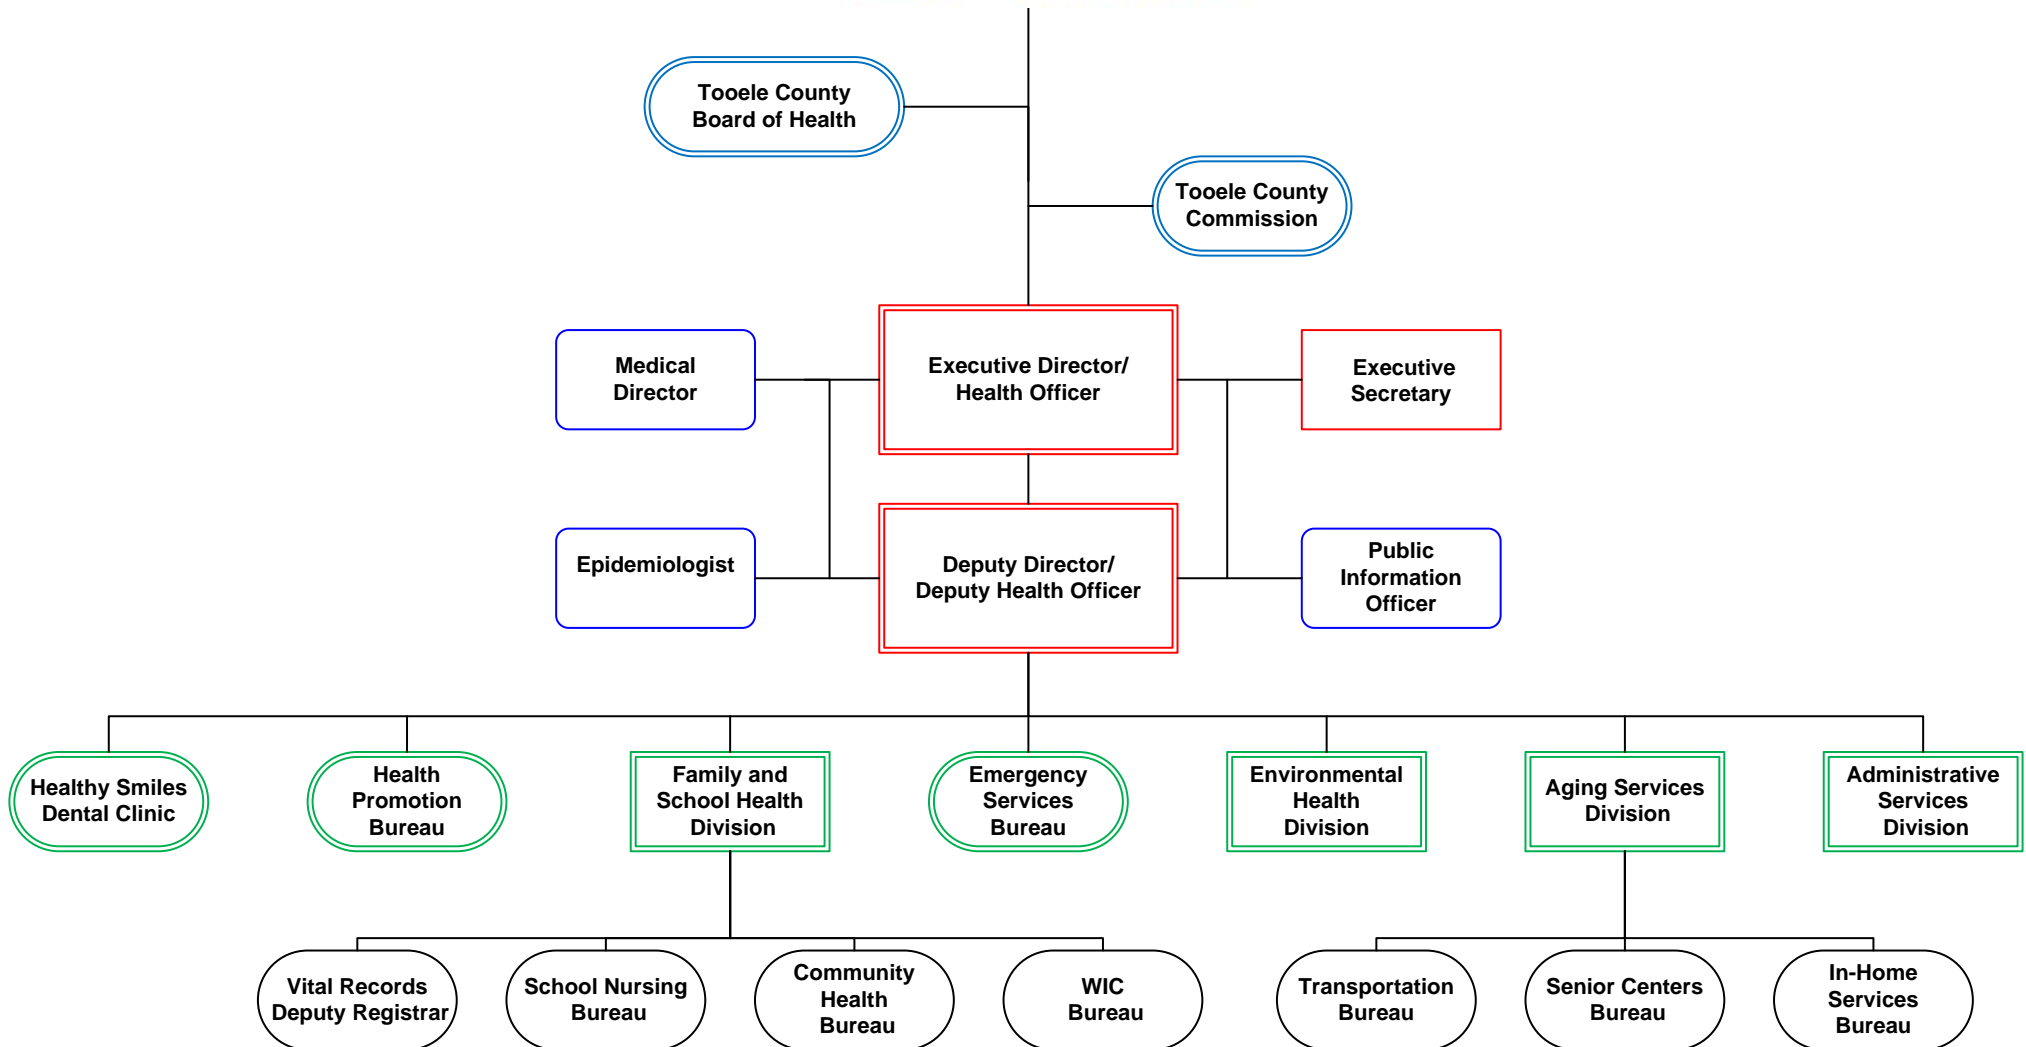 Tooele County
Board of Health
Tooele County
Commission
Medical
Director
Executive Director/
Health Officer
Executive
Secretary
Epidemiologist
Deputy Director/
Deputy Health Officer
Public
Information
Officer
Healthy Smiles
Dental Clinic
Health
Promotion
Bureau
Family and
School Health
Division
Emergency
Services
Bureau
Environmental
Health
Division
Aging Services
Division
Administrative
Services
Division
Vital Records
Deputy Registrar
School Nursing
Bureau
Community
Health
Bureau
WIC
Bureau
Transportation
Bureau
Senior Centers
Bureau
In-Home
Services
Bureau